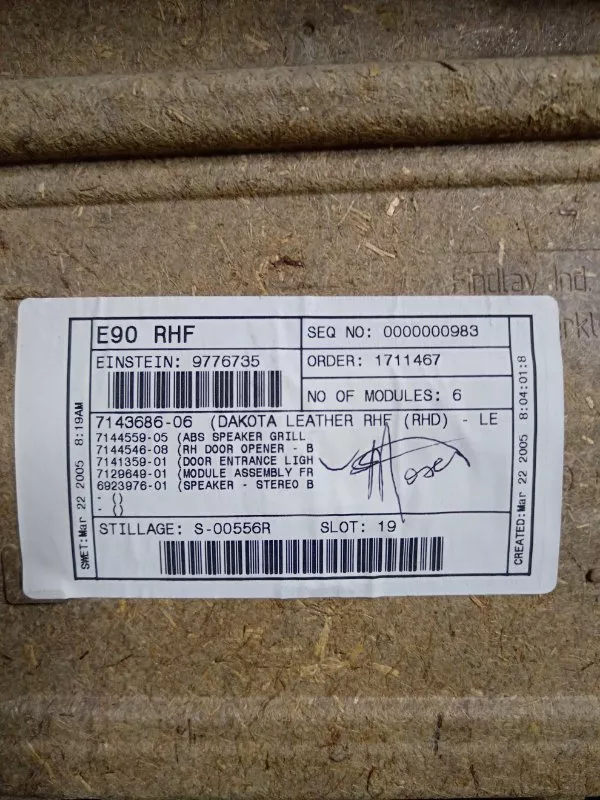 Findlay Ind.
E90 RHF
SEQ NO: 0000000983
EINSTEIN: 9776735
ORDER: 1711467
NO OF MODULES: 6
7143686-06 (DAKOTA LEATHER RHF (RHD) - LE
7144559-05 (ABS SPEAKER GRILL
7144546-08 (RH DOOR OPENER - B
7141359-01 (DOOR ENTRANCE LIGH
7129649-01 (MODULE ASSEMBLY FR
6923976-01 (SPEAKER - STEREO B
- ()
- ()
STILLAGE: S-00556R SLOT: 19
SWET:Mar 22 2005 8:19AM
CREATED:Mar 22 2005 8:04:01:8